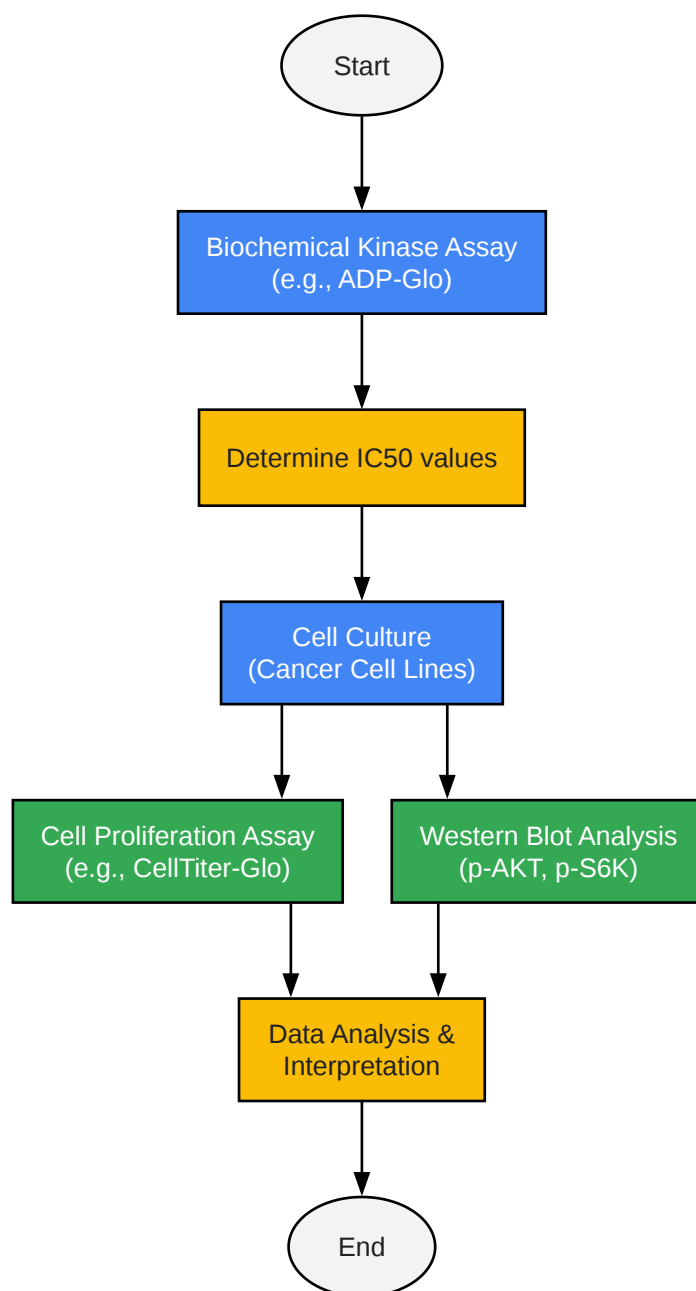 Start
Biochemical Kinase Assay
(e.g., ADP-Glo)
Determine IC50 values
Cell Culture
(Cancer Cell Lines)
Cell Proliferation Assay
(e.g., CellTiter-Glo)
Western Blot Analysis
(p-AKT, p-S6K)
Data Analysis &
Interpretation
End